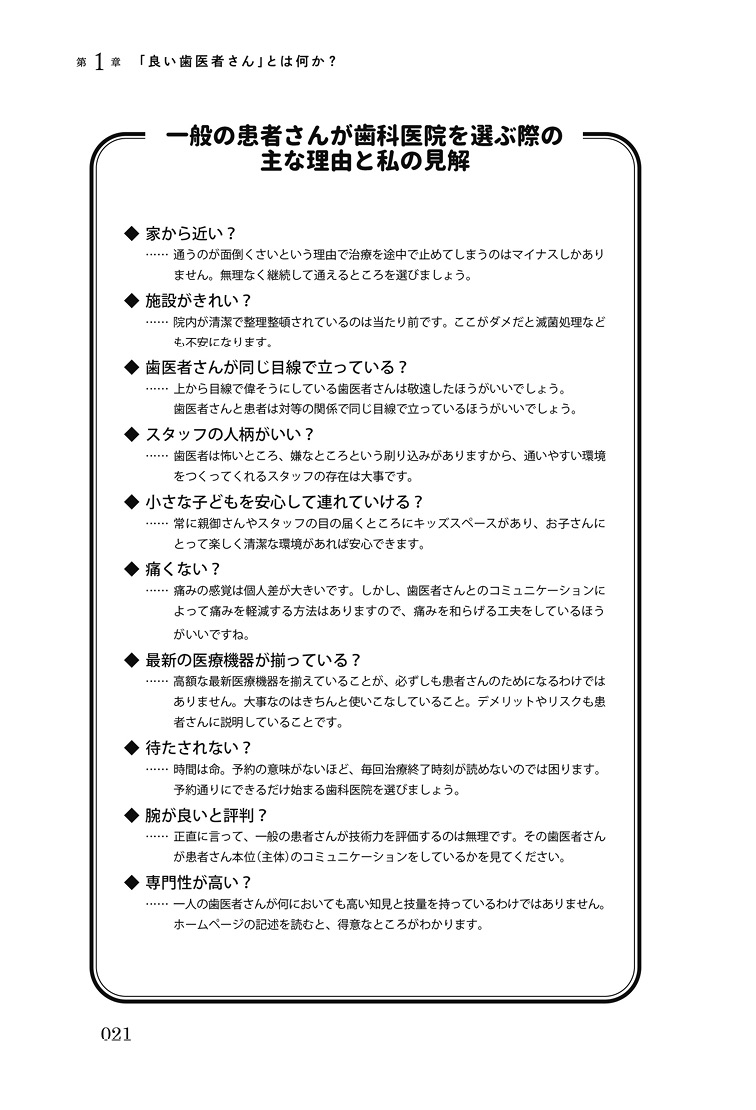 第1章 「良い歯医者さん」とは何か？
一般の患者さんが歯科医院を選ぶ際の
主な理由と私の見解
◆ 家から近い？
…… 通うのが面倒くさいという理由で治療を途中で止めてしまうのはマイナスしかあり
ません。無理なく継続して通えるところを選びましょう。
◆ 施設がきれい？
…… 院内が清潔で整理整頓されているのは当たり前です。ここがダメだと滅菌処理など
も不安になります。
◆ 歯医者さんが同じ目線で立っている？
…… 上から目線で偉そうにしている歯医者さんは敬遠したほうがいいでしょう。
歯医者さんと患者は対等の関係で同じ目線で立っているほうがいいでしょう。
◆ スタッフの人柄がいい？
…… 歯医者は怖いところ、嫌なところという刷り込みがありますから、通いやすい環境
をつくってくれるスタッフの存在は大事です。
◆ 小さな子どもを安心して連れていける？
…… 常に親御さんやスタッフの目の届くところにキッズスペースがあり、お子さんに
とって楽しく清潔な環境があれば安心できます。
◆ 痛くない？
…… 痛みの感覚は個人差が大きいです。しかし、歯医者さんとのコミュニケーションに
よって痛みを軽減する方法はありますので、痛みを和らげる工夫をしているほう
がいいですね。
◆ 最新の医療機器が揃っている？
…… 高額な最新医療機器を揃えていることが、必ずしも患者さんのためになるわけでは
ありません。大事なのはきちんと使いこなしていること。デメリットやリスクも患
者さんに説明していることです。
◆ 待たされない？
…… 時間は命。予約の意味がないほど、毎回治療終了時刻が読めないのでは困ります。
予約通りにできるだけ始まる歯科医院を選びましょう。
◆ 腕が良いと評判？
…… 正直に言って、一般の患者さんが技術力を評価するのは無理です。その歯医者さん
が患者さん本位（主体）のコミュニケーションをしているかを見てください。
◆ 専門性が高い？
…… 一人の歯医者さんが何においても高い知見と技量を持っているわけではありません。
ホームページの記述を読むと、得意なところがわかります。
021